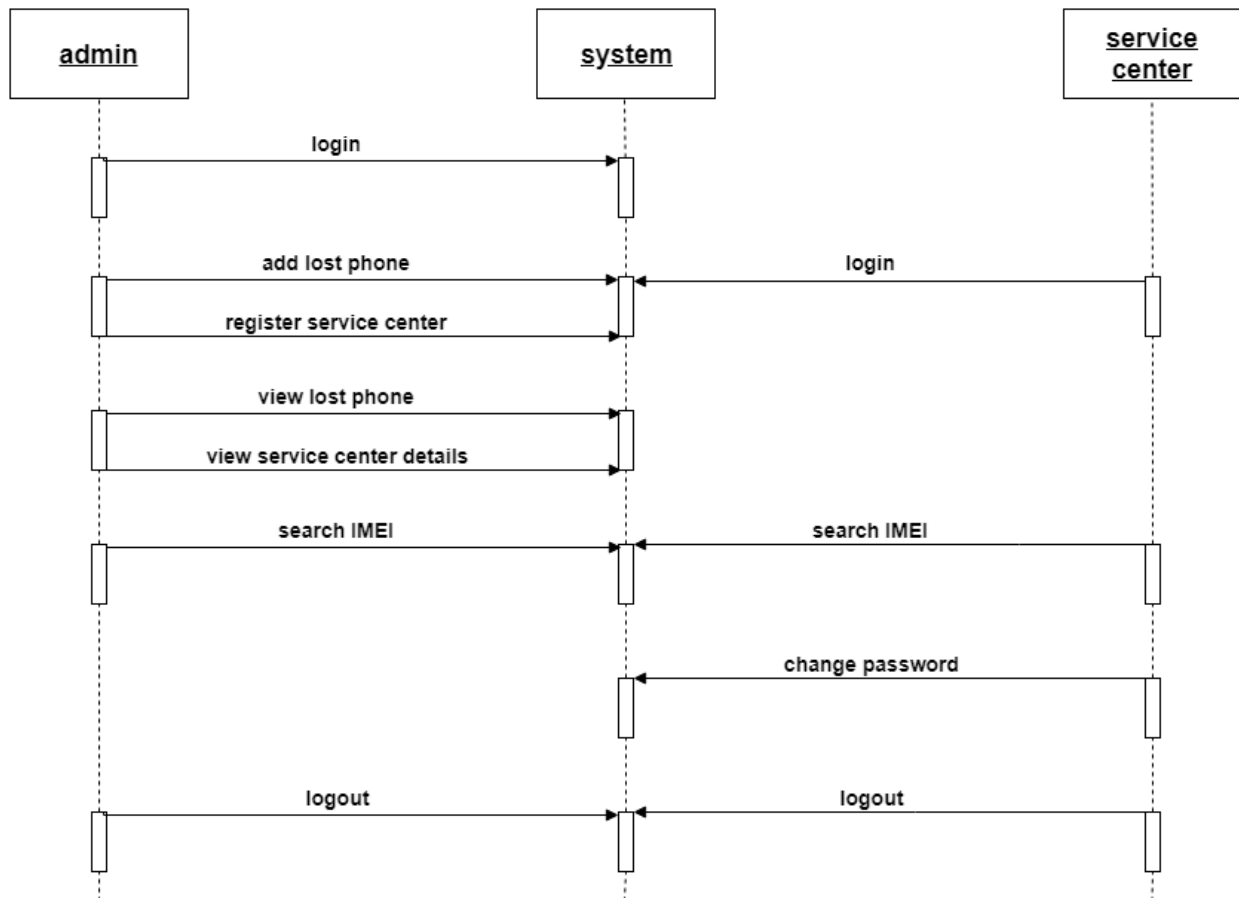 admin
system
service
center
login
add lost phone
login
register service center
view lost phone
view service center details
search IMEI
search IMEI
change password
logout
logout